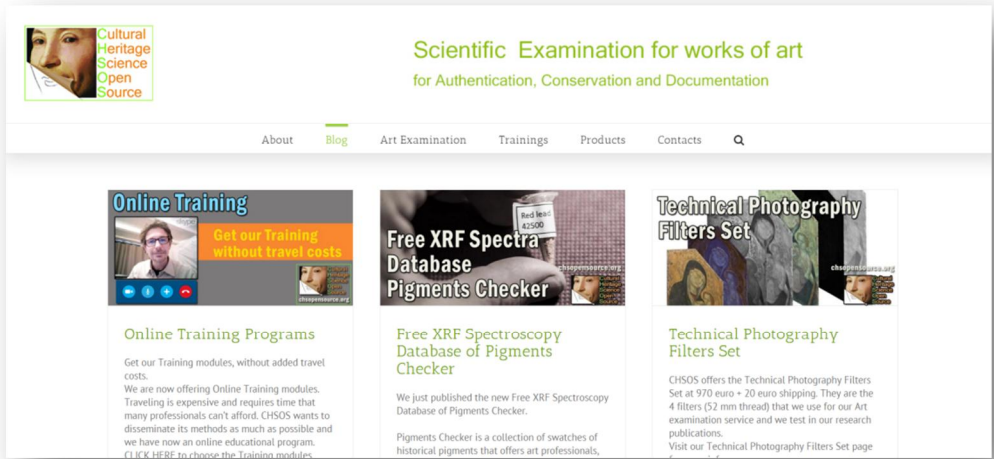 Cultural
Heritage
Science
Open
Source
Scientific Examination for works of art
for Authentication, Conservation and Documentation
About
Blog
Art Examination
Trainings
Products
Contacts
Online Training
Get our Training
without travel costs
chsopensource.org
Online Training Programs
Get our Training modules, without added travel
costs.
We are now offering Online Training modules.
Traveling is expensive and requires time that
many professionals can't afford. CHSOS wants to
disseminate its methods as much as possible and
we have now an online educational program.
CLICK HERE to choose the Training modules
Red lead
42500
Free XRF Spectra
Database
Pigments Checker
chsopensource.org
Free XRF Spectroscopy
Database of Pigments
Checker
We just published the new Free XRF Spectroscopy
Database of Pigments Checker.
Pigments Checker is a collection of swatches of
historical pigments that offers art professionals,
Technical Photography
Filters Set
chsopensource.org
Technical Photography
Filters Set
CHSOS offers the Technical Photography Filters
Set at 970 euro + 20 euro shipping. They are the
4 filters (52 mm thread) that we use for our Art
examination service and we test in our research
publications.
Visit our Technical Photography Filters Set page